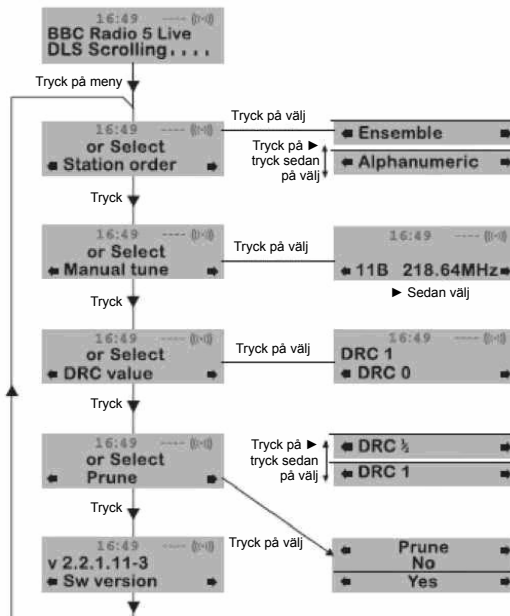 16:49 ----
BBC Radio 5 Live
DLS Scrolling....
Tryck på meny
16:49 ----
or Select
Station order
Tryck på välj
Ensemble
Tryck på ►
tryck sedan
på välj
Alphanumeric
Tryck
16:49 ----
or Select
Manual tune
Tryck på välj
16:49 ----
11B 218.64MHz
► Sedan välj
Tryck
16:49 ----
or Select
DRC value
Tryck på välj
16:49 ----
DRC 1
DRC 0
Tryck
16:49 ----
or Select
Prune
Tryck på ►
tryck sedan
på välj
DRC ½
DRC 1
Tryck
16:49 ----
v 2.2.1.11-3
Sw version
Tryck på välj
Prune
No
Yes